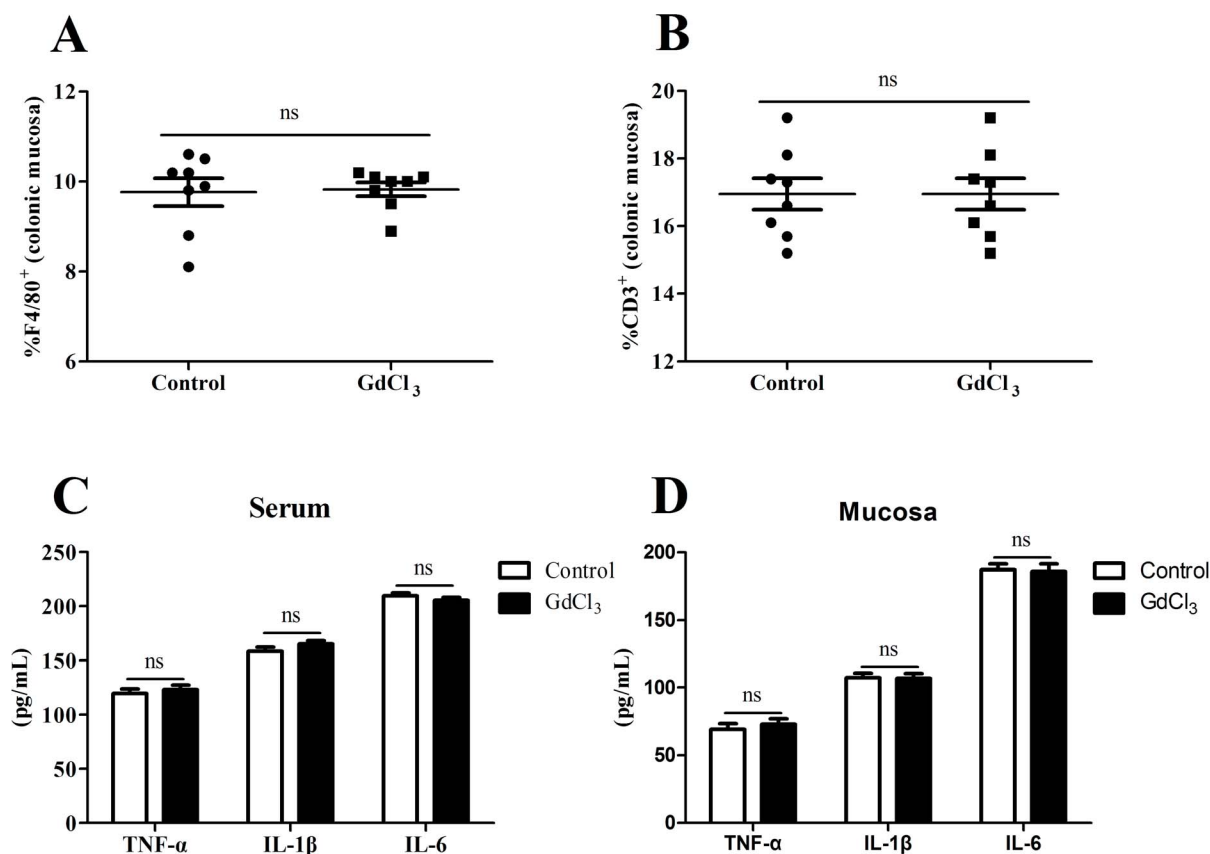 A
%F4/80⁺ (colonic mucosa)
12
10
8
6
ns
Control
GdCl₃
B
%CD3⁺ (colonic mucosa)
20
18
16
14
12
ns
Control
GdCl₃
C
Serum
(pg/mL)
250
200
150
100
50
0
ns
ns
ns
TNF-α
IL-1β
IL-6
Control
GdCl₃
D
Mucosa
(pg/mL)
200
150
100
50
0
ns
ns
ns
TNF-α
IL-1β
IL-6
Control
GdCl₃